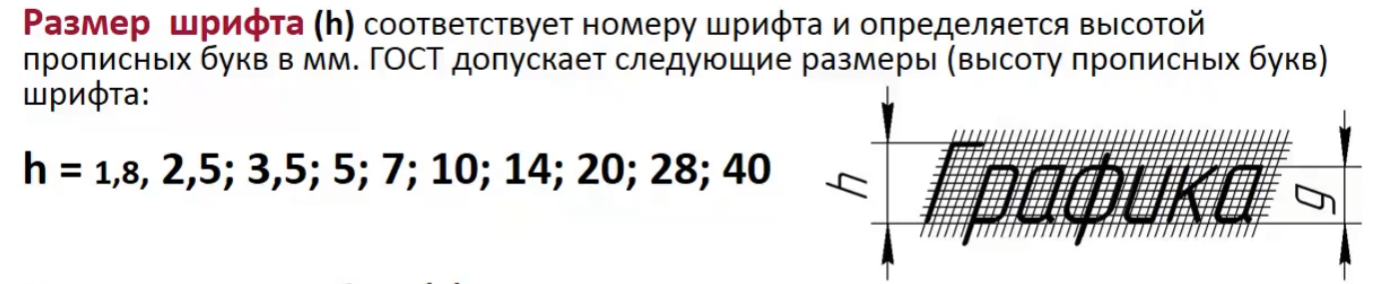 Размер шрифта (h) соответствует номеру шрифта и определяется высотой
прописных букв в мм. ГОСТ допускает следующие размеры (высоту прописных букв)
шрифта:
h = 1,8, 2,5; 3,5; 5; 7; 10; 14; 20; 28; 40
h
Графика
g